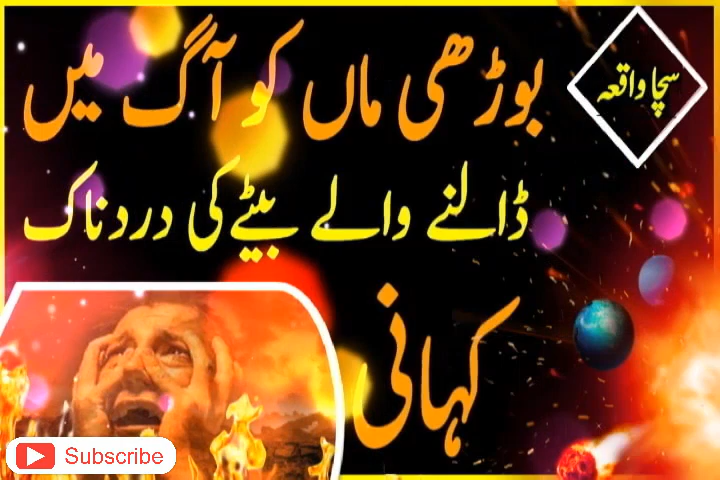 سچا واقعہ
بوڑھی ماں کو آگ میں
ڈالنے والے بیٹے کی دردناک
کہانی
Subscribe